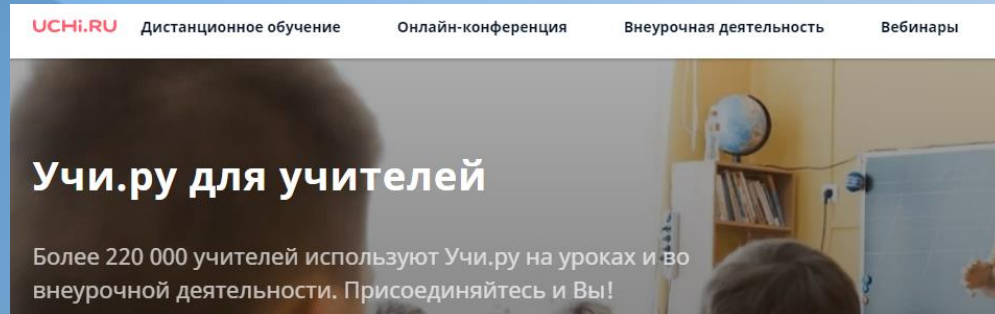 UCHi.RU Дистанционное обучение Онлайн-конференция Внеурочная деятельность Вебинары
Учи.ру для учителей
Более 220 000 учителей используют Учи.ру на уроках и во
внеурочной деятельности. Присоединяйтесь и Вы!